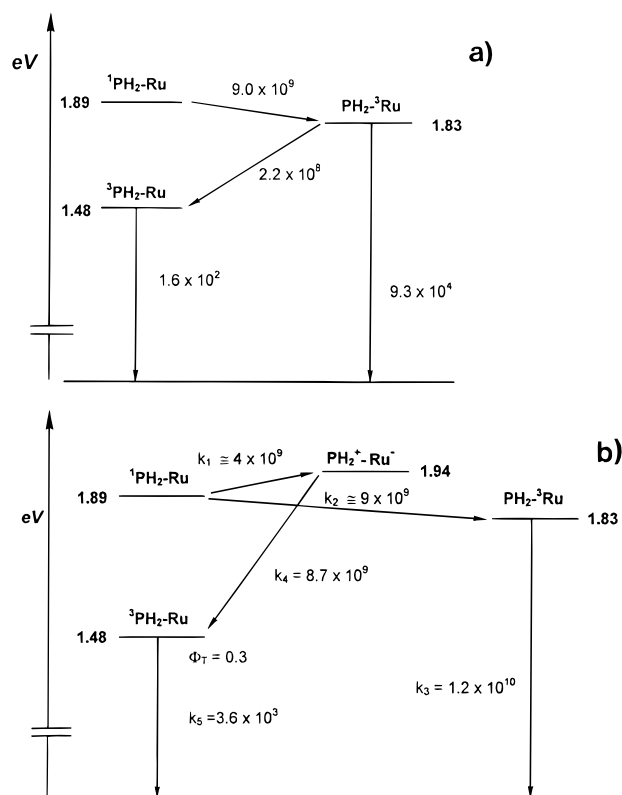 a)
eV
¹PH₂-Ru
9.0 x 10⁹
PH₂-³Ru
1.89
1.83
2.2 x 10⁸
³PH₂-Ru
1.48
1.6 x 10²
9.3 x 10⁴
b)
k₁ ≅ 4 x 10⁹
PH₂⁺- Ru⁻
1.94
¹PH₂-Ru
PH₂-³Ru
1.89
k₂ ≅ 9 x 10⁹
eV
1.83
k₄ = 8.7 x 10⁹
³PH₂-Ru
1.48
Φ_T = 0.3
k₃ = 1.2 x 10¹⁰
k₅ =3.6 x 10³